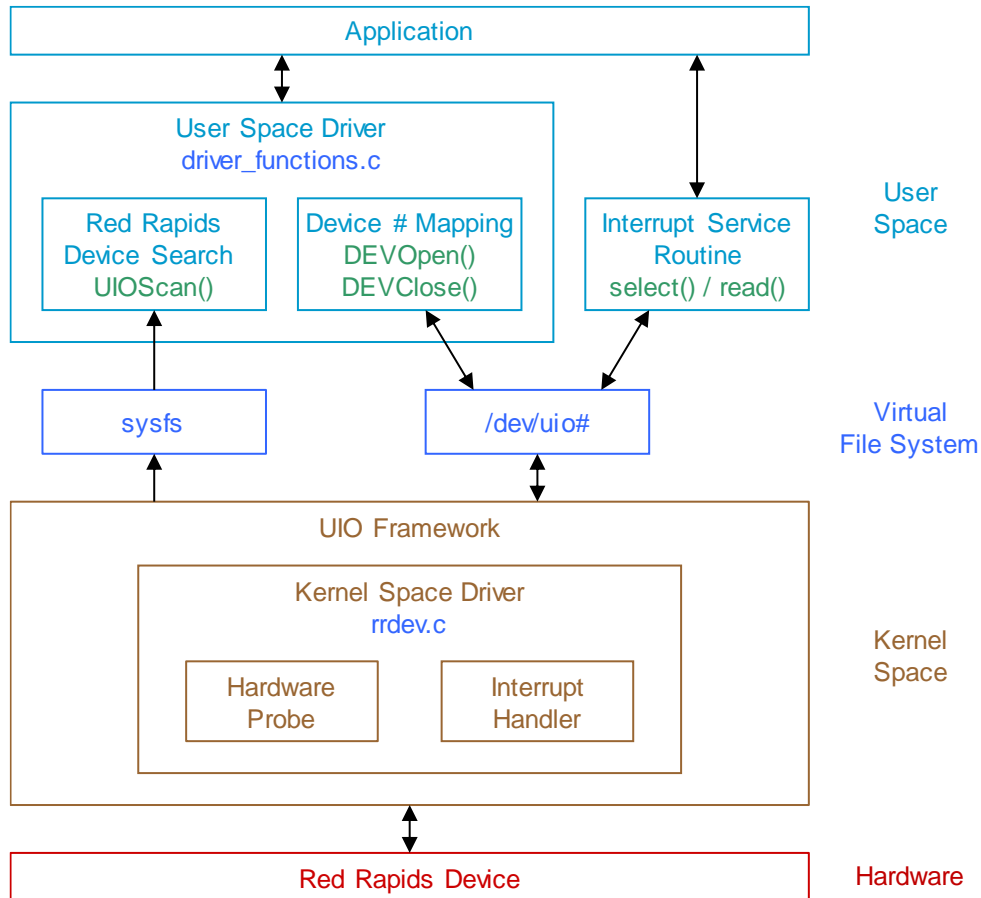 Application
User Space Driver
driver_functions.c
Red Rapids
Device Search
UIOScan()
Device # Mapping
DEVOpen()
DEVClose()
Interrupt Service
Routine
select() / read()
User
Space
sysfs
/dev/uio#
Virtual
File System
UIO Framework
Kernel Space Driver
rrdev.c
Hardware
Probe
Interrupt
Handler
Kernel
Space
Red Rapids Device
Hardware